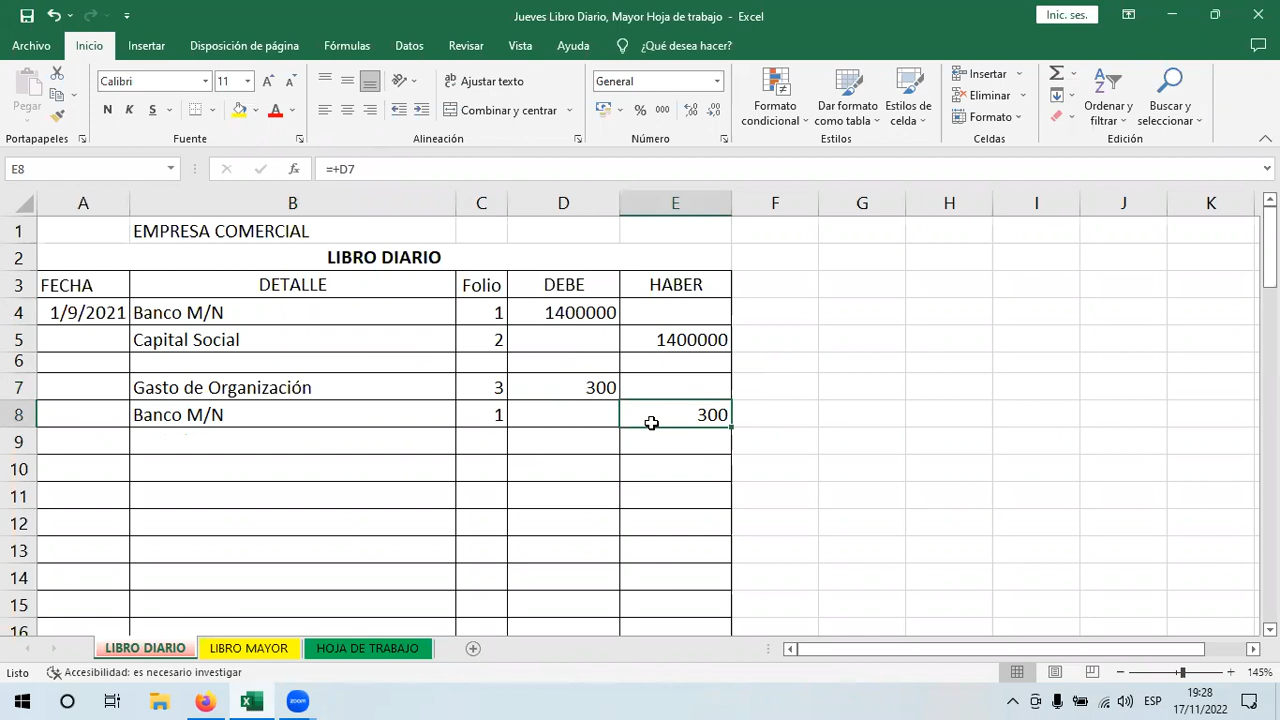 Jueves Libro Diario, Mayor Hoja de trabajo - Excel
Inic. ses.
Archivo Inicio Insertar Disposición de página Fórmulas Datos Revisar Vista Ayuda ¿Qué desea hacer?
Pegar
Calibri 11
N K S
Ajustar texto
Combinar y centrar
General
% 000
Formato condicional
Dar formato como tabla
Estilos de celda
Insertar
Eliminar
Formato
Ordenar y filtrar
Buscar y seleccionar
Portapapeles Fuente Alineación Número Estilos Celdas Edición
E8 fx =+D7
A B C D E F G H I J K
1 EMPRESA COMERCIAL
2 LIBRO DIARIO
3 FECHA DETALLE Folio DEBE HABER
4 1/9/2021 Banco M/N 1 1400000
5 Capital Social 2 1400000
6
7 Gasto de Organización 3 300
8 Banco M/N 1 300
9
10
11
12
13
14
15
16
LIBRO DIARIO LIBRO MAYOR HOJA DE TRABAJO
Listo Accesibilidad: es necesario investigar 145%
zoom
ESP
19:28
17/11/2022